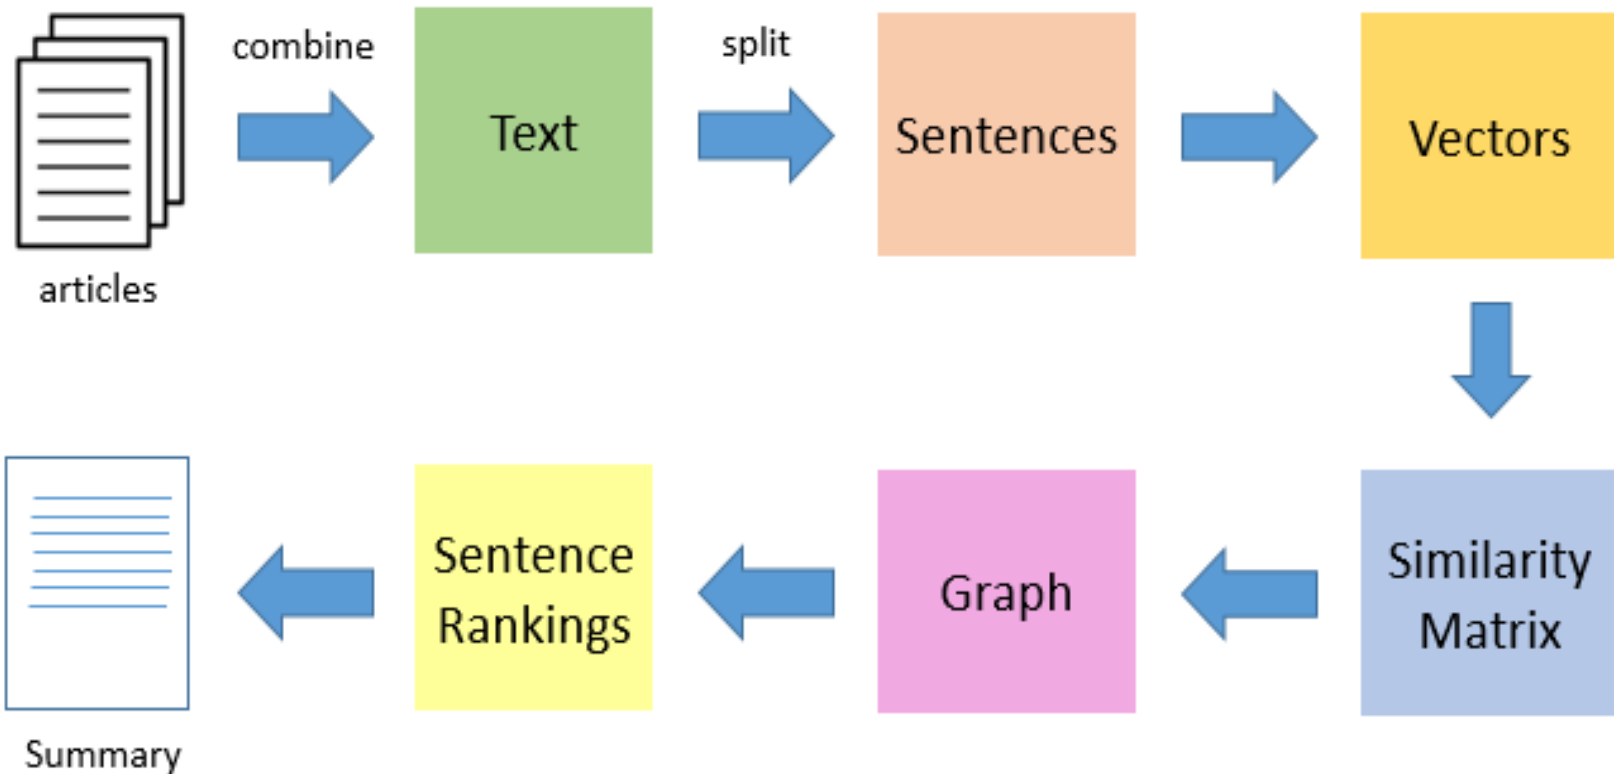 combine
split
Text
Sentences
Vectors
articles
Similarity
Matrix
Graph
Sentence
Rankings
Summary